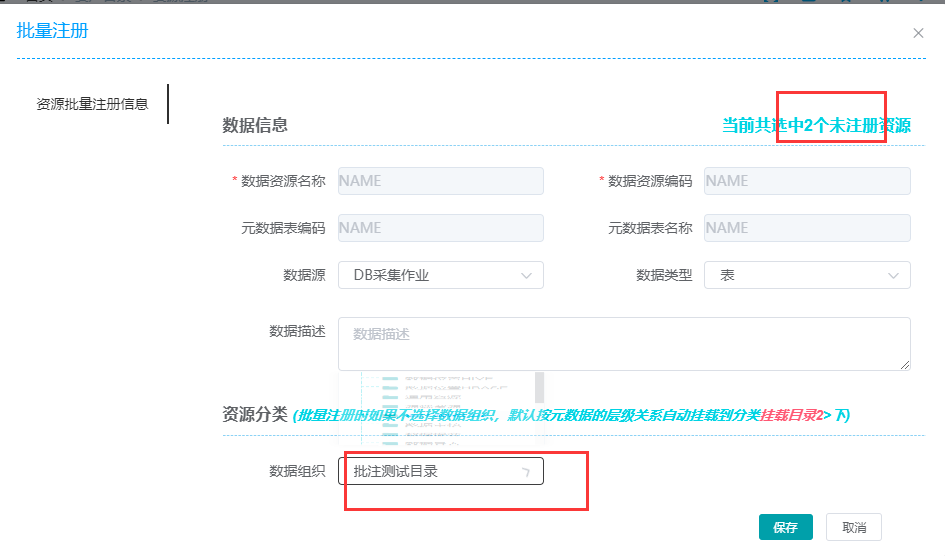 批量注册
资源批量注册信息
数据信息
当前共选中2个未注册资源
* 数据资源名称 NAME
* 数据资源编码 NAME
元数据表编码 NAME
元数据表名称 NAME
数据源 DB采集作业
数据类型 表
数据描述 数据描述
资源分类 (批量注册时如果不选择数据组织，默认按元数据的层级关系自动挂载到分类挂载目录2>下)
数据组织 批注测试目录
保存 取消